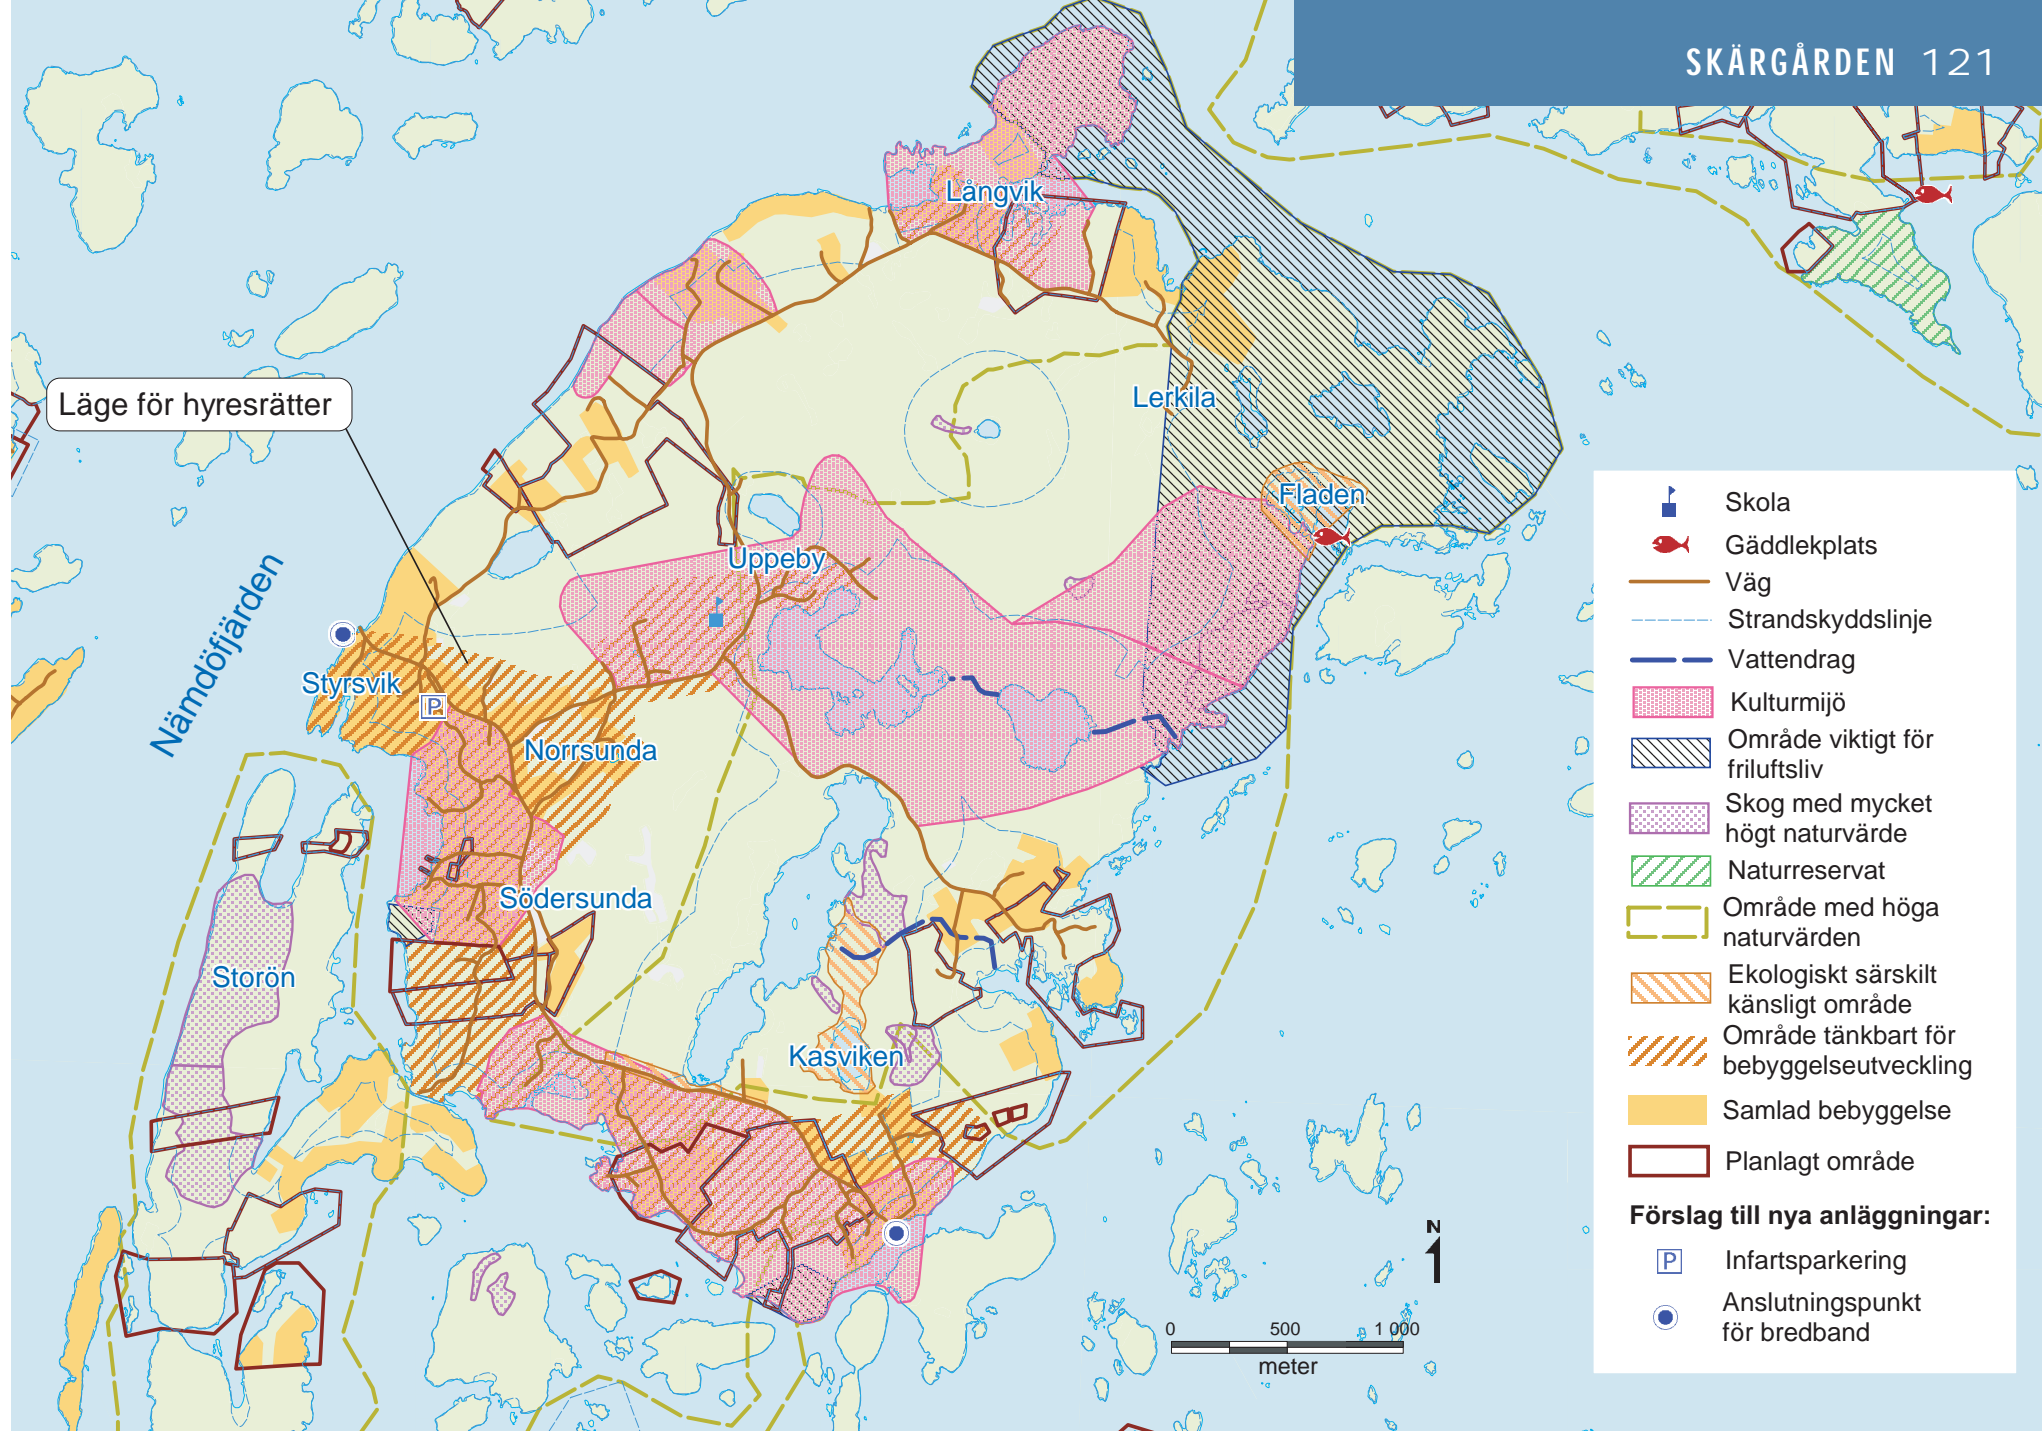 SKÄRGÅRDEN 121
Långvik
Lerkila
Läge för hyresrätter
Fladen
Uppeby
Nämdöfjärden
Styrsvik
P
Norrsunda
Södersunda
Storön
Kasviken
Skola
Gäddlekplats
Väg
Strandskyddslinje
Vattendrag
Kulturmijö
Område viktigt för
friluftsliv
Skog med mycket
högt naturvärde
Naturreservat
Område med höga
naturvärden
Ekologiskt särskilt
känsligt område
Område tänkbart för
bebyggelseutveckling
Samlad bebyggelse
Planlagt område
Förslag till nya anläggningar:
P Infartsparkering
Anslutningspunkt
för bredband
N
0 500 1 000
meter